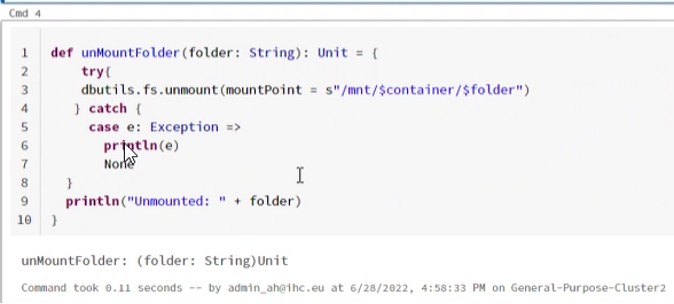 Cmd 4
1 def unMountFolder(folder: String): Unit = {
2 try{
3 dbutils.fs.unmount(mountPoint = s"/mnt/$container/$folder")
4 } catch {
5 case e: Exception =>
6 println(e)
7 None
8 }
9 println("Unmounted: " + folder)
10 }
unMountFolder: (folder: String)Unit
Command took 0.11 seconds -- by admin_ah@ihc.eu at 6/28/2022, 4:58:33 PM on General-Purpose-Cluster2